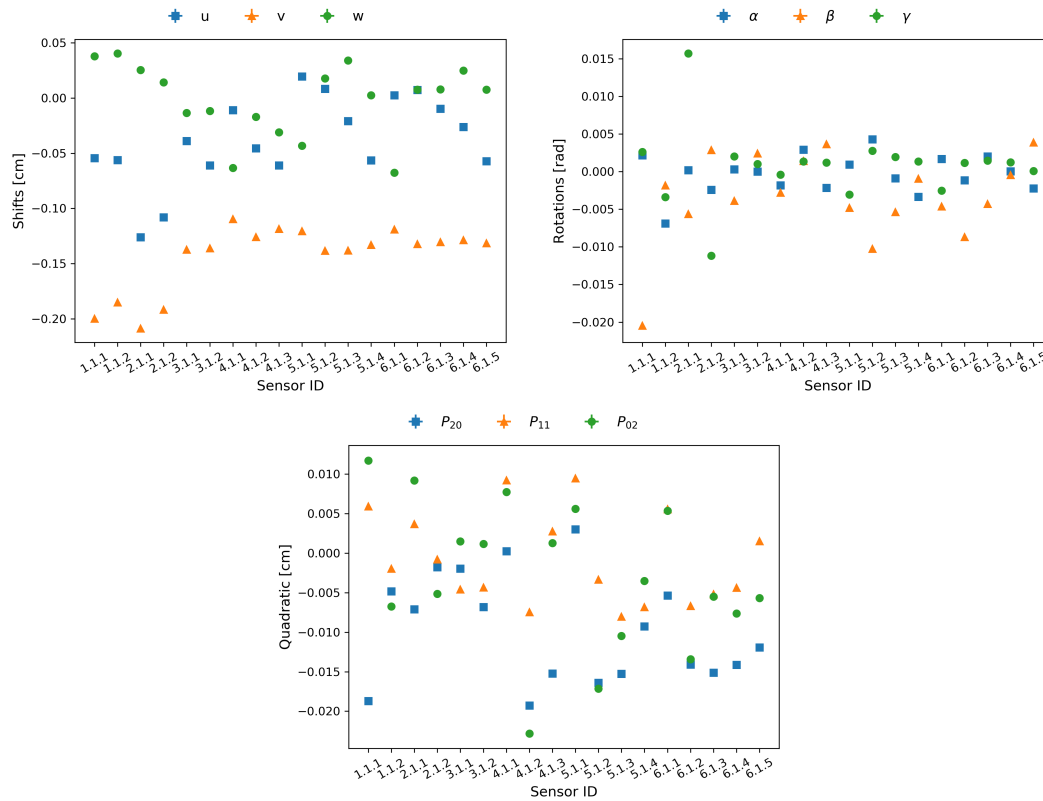 u v w
Shifts [cm]
0.05
0.00
−0.05
−0.10
−0.15
−0.20
1.1.1 1.1.2 2.1.1 2.1.2 3.1.1 3.1.2 4.1.1 4.1.2 4.1.3 5.1.1 5.1.2 5.1.3 5.1.4 6.1.1 6.1.2 6.1.3 6.1.4 6.1.5
Sensor ID
α β γ
Rotations [rad]
0.015
0.010
0.005
0.000
−0.005
−0.010
−0.015
−0.020
1.1.1 1.1.2 2.1.1 2.1.2 3.1.1 3.1.2 4.1.1 4.1.2 4.1.3 5.1.1 5.1.2 5.1.3 5.1.4 6.1.1 6.1.2 6.1.3 6.1.4 6.1.5
Sensor ID
P₂₀ P₁₁ P₀₂
Quadratic [cm]
0.010
0.005
0.000
−0.005
−0.010
−0.015
−0.020
1.1.1 1.1.2 2.1.1 2.1.2 3.1.1 3.1.2 4.1.1 4.1.2 4.1.3 5.1.1 5.1.2 5.1.3 5.1.4 6.1.1 6.1.2 6.1.3 6.1.4 6.1.5
Sensor ID